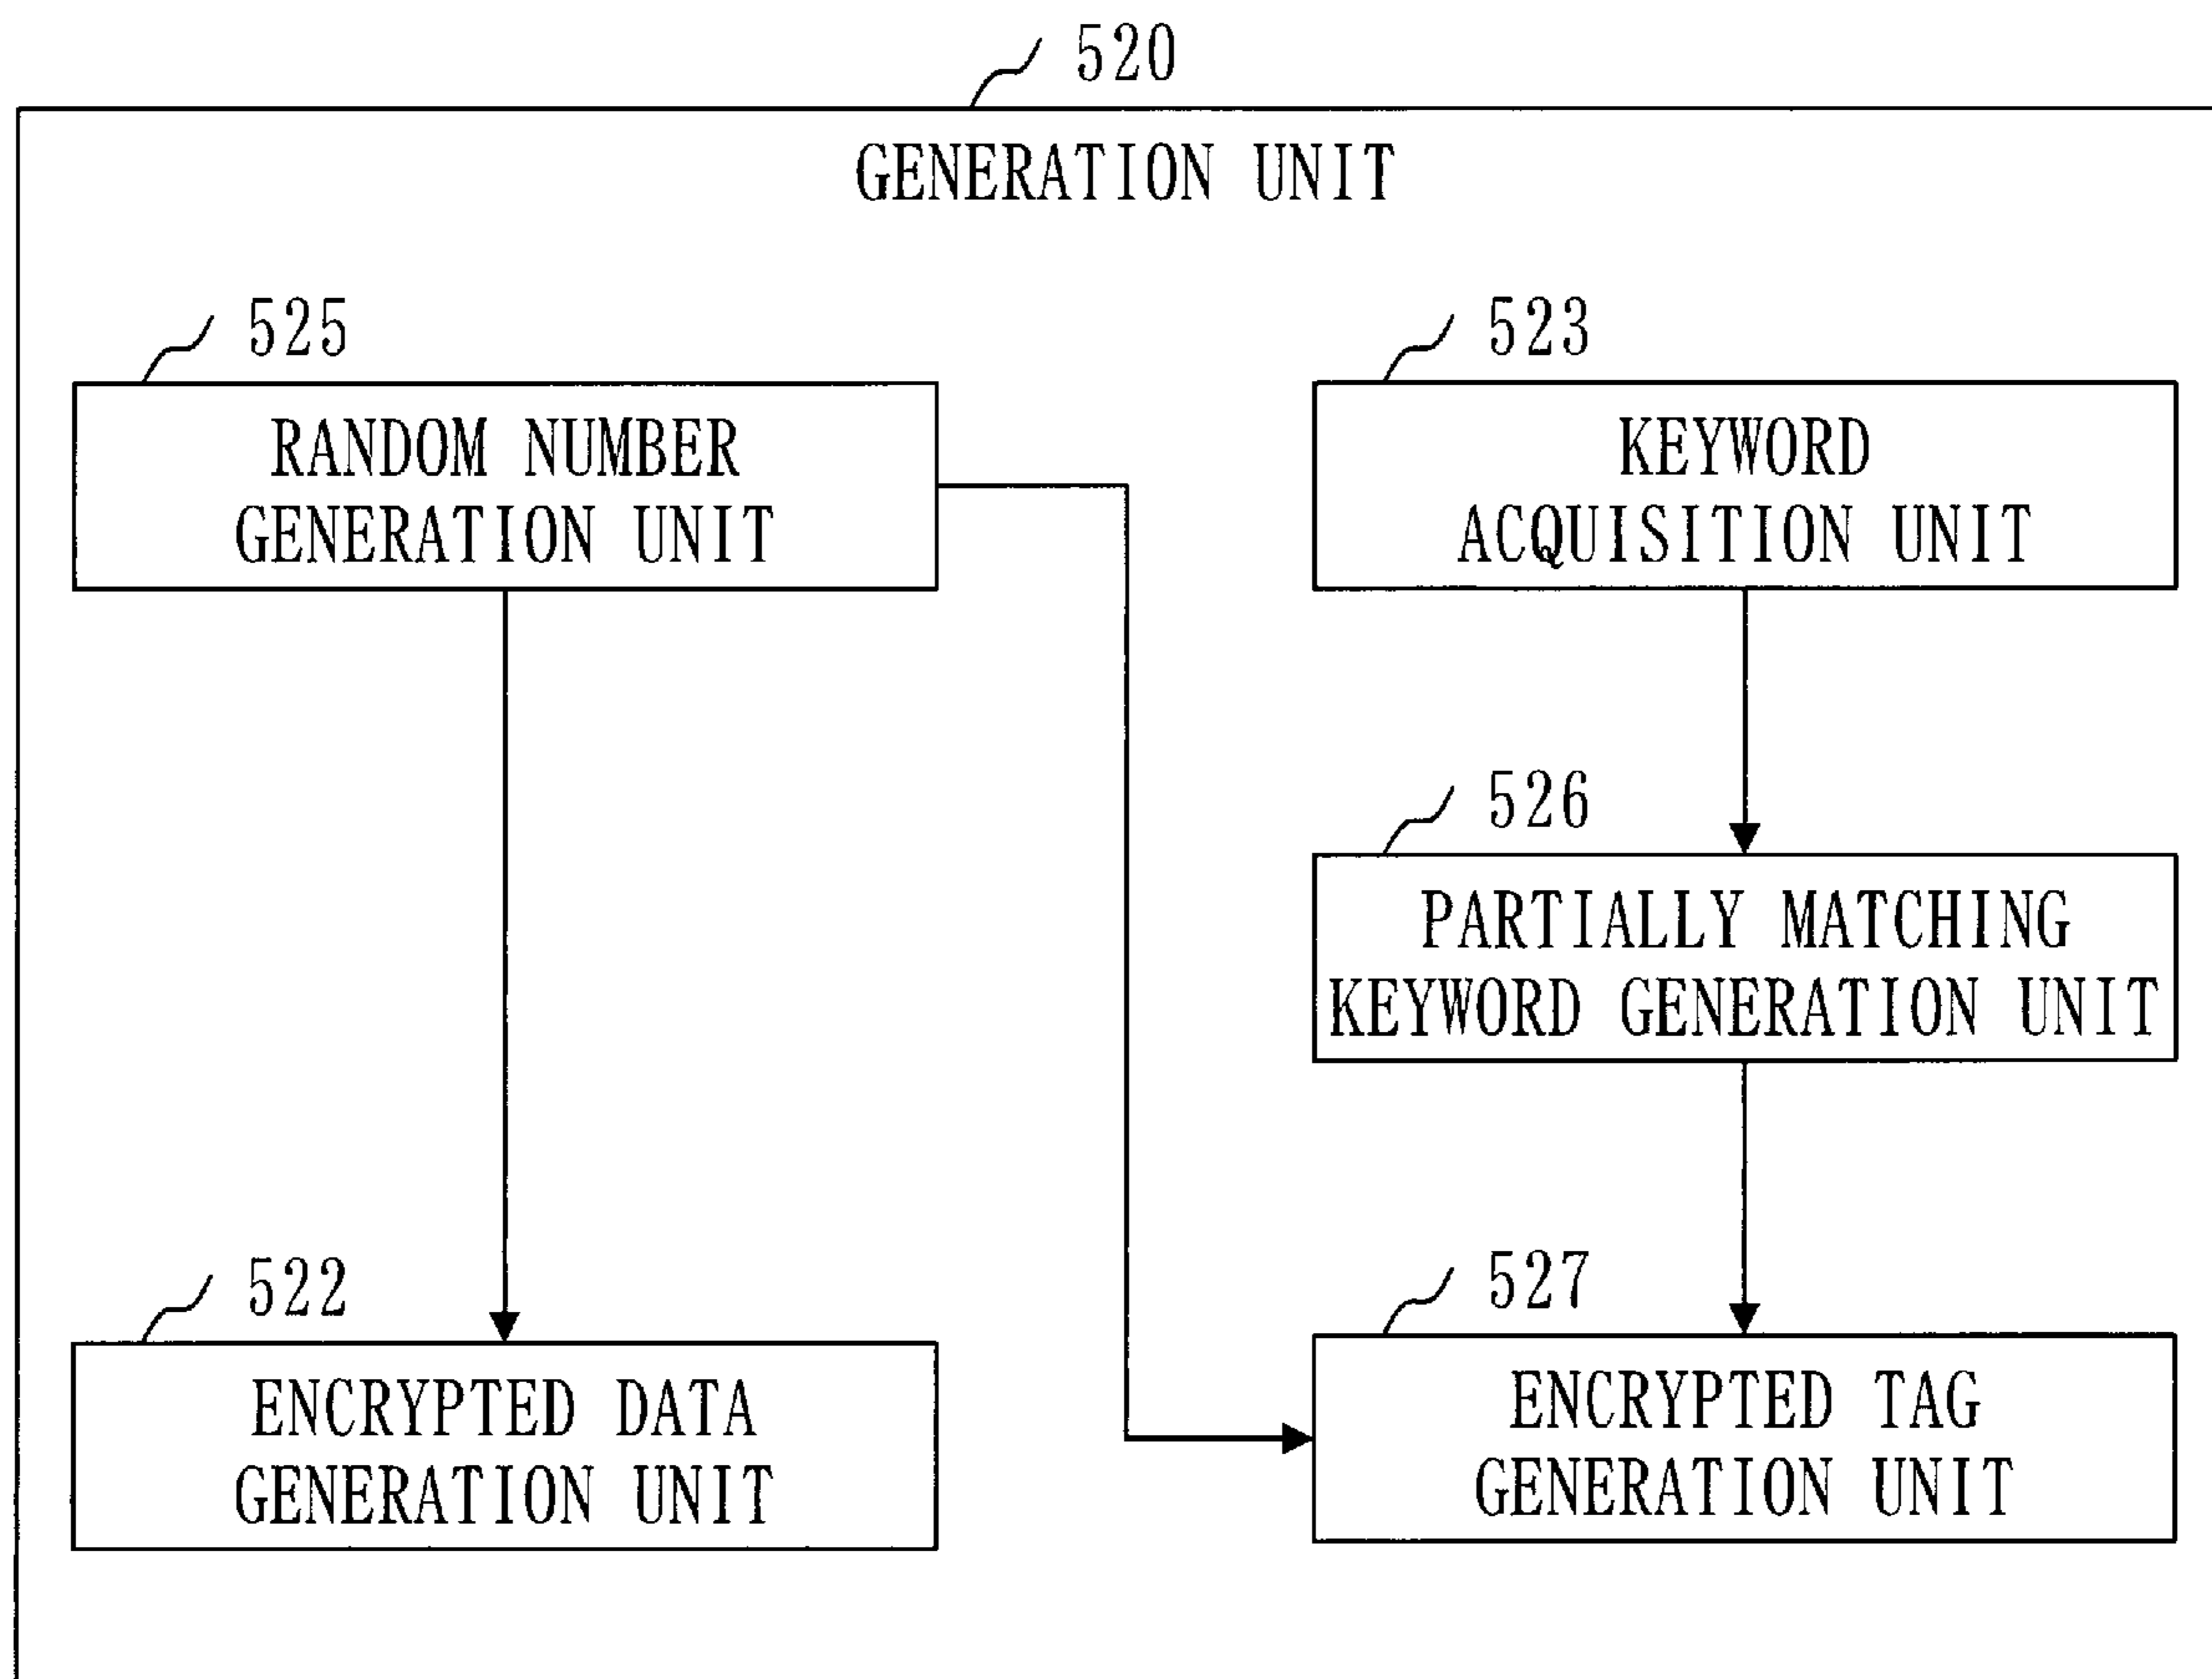 520
GENERATION UNIT
525
RANDOM NUMBER
GENERATION UNIT
523
KEYWORD
ACQUISITION UNIT
526
PARTIALLY MATCHING
KEYWORD GENERATION UNIT
522
ENCRYPTED DATA
GENERATION UNIT
527
ENCRYPTED TAG
GENERATION UNIT